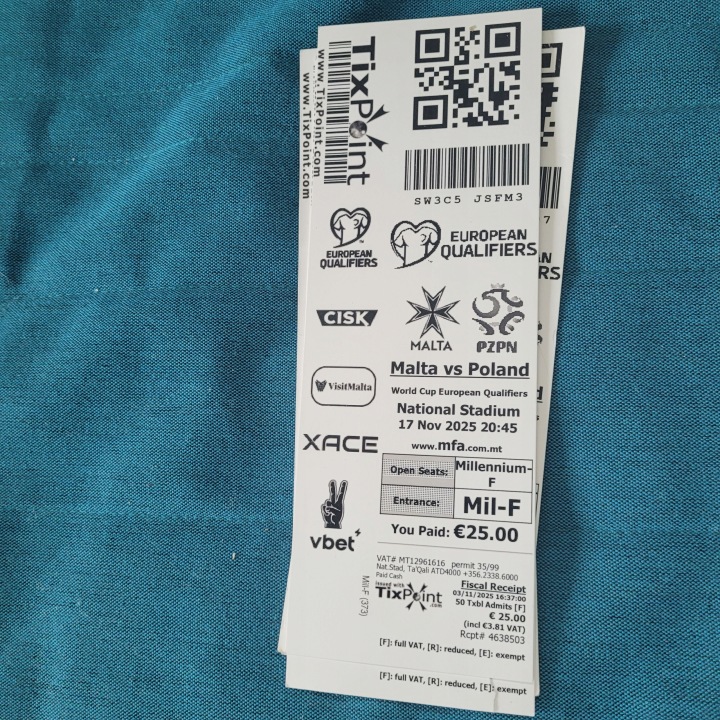 www.TixPoint.com
www.TixPoint.com
TixPoint
SW3C5 JSFM3
7
EUROPEAN
QUALIFIERS
EUROPEAN
QUALIFIERS
RS
CISK
MALTA
PZPN
VisitMalta
Malta vs Poland
World Cup European Qualifiers
National Stadium
17 Nov 2025 20:45
XACE
www.mfa.com.mt
Open Seats: Millennium-
F
Entrance: Mil-F
vbet
You Paid: €25.00
VAT# MT12961616 permit 35/99
Nat.Stad, Ta'Qali ATD4000 +356.2338.6000
Paid Cash
Issued with
TixPoint
.com
Mil-F (373)
Fiscal Receipt
03/11/2025 16:37:00
50 Txbl Admits [F]
€ 25.00
(incl €3.81 VAT)
Rcpt# 4638503
[F]: full VAT, [R]: reduced, [E]: exempt
[F]: full VAT, [R]: reduced, [E]: exempt